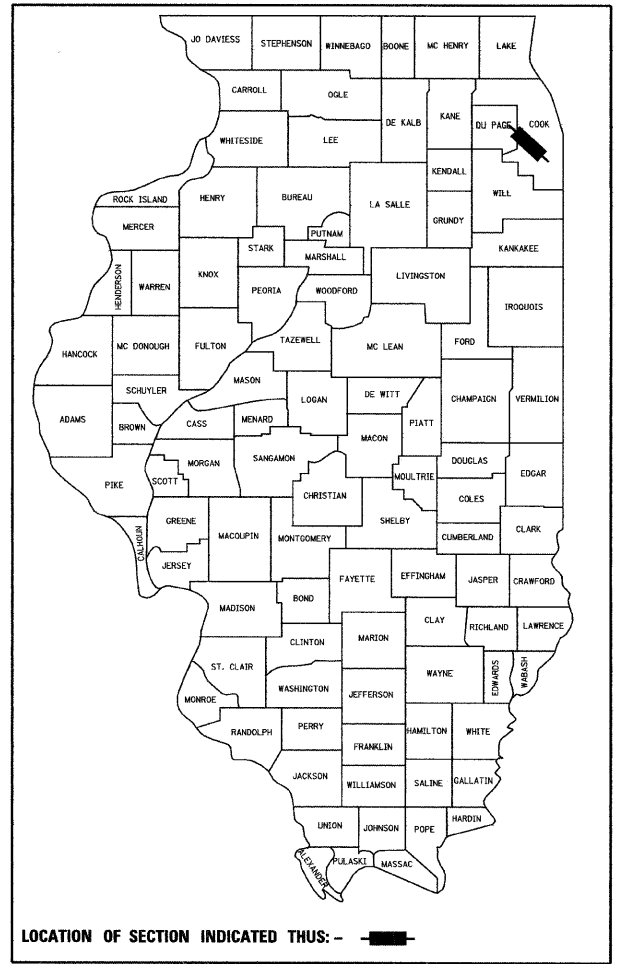 JO DAVIESS
STEPHENSON
WINNEBAGO
BOONE
MC HENRY
LAKE
CARROLL
OGLE
DE KALB
KANE
DU PAGE
COOK
WHITESIDE
LEE
KENDALL
WILL
ROCK ISLAND
HENRY
BUREAU
LA SALLE
GRUNDY
MERCER
PUTNAM
KANKAKEE
STARK
MARSHALL
HENDERSON
WARREN
KNOX
PEORIA
WOODFORD
LIVINGSTON
IROQUOIS
HANCOCK
MC DONOUGH
FULTON
TAZEWELL
MC LEAN
FORD
SCHUYLER
MASON
LOGAN
DE WITT
CHAMPAIGN
VERMILION
ADAMS
BROWN
CASS
MENARD
MACON
PIATT
PIKE
SCOTT
MORGAN
SANGAMON
CHRISTIAN
MOULTRIE
DOUGLAS
EDGAR
COLES
CALHOUN
GREENE
MACOUPIN
MONTGOMERY
SHELBY
CUMBERLAND
CLARK
JERSEY
FAYETTE
EFFINGHAM
JASPER
CRAWFORD
MADISON
BOND
CLINTON
MARION
CLAY
RICHLAND
LAWRENCE
ST. CLAIR
WASHINGTON
JEFFERSON
WAYNE
EDWARDS
WABASH
MONROE
RANDOLPH
PERRY
FRANKLIN
HAMILTON
WHITE
JACKSON
WILLIAMSON
SALINE
GALLATIN
UNION
JOHNSON
POPE
HARDIN
ALEXANDER
PULASKI
MASSAC
LOCATION OF SECTION INDICATED THUS: -